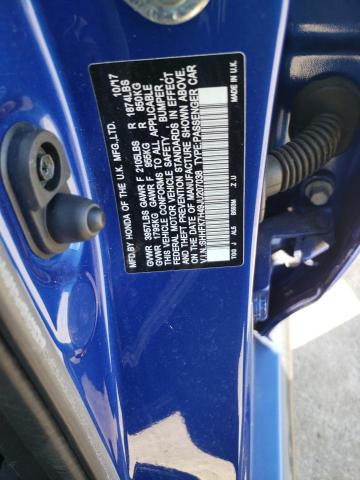 MFD.BY HONDA OF THE U.K. MFG.,LTD. 10/17
GVWR 3957LBS GAWR F 2105LBS R 1874LBS
GVWR 1795KG GAWR F 955KG R 850KG
THIS VEHICLE CONFORMS TO ALL APPLICABLE
FEDERAL MOTOR VEHICLE SAFETY, BUMPER,
AND THEFT PREVENTION STANDARDS IN EFFECT ON THE
DATE OF MANUFACTURE SHOWN ABOVE.
V.I.N.: TYPE:PASSENGER CAR
MADE IN U.K.